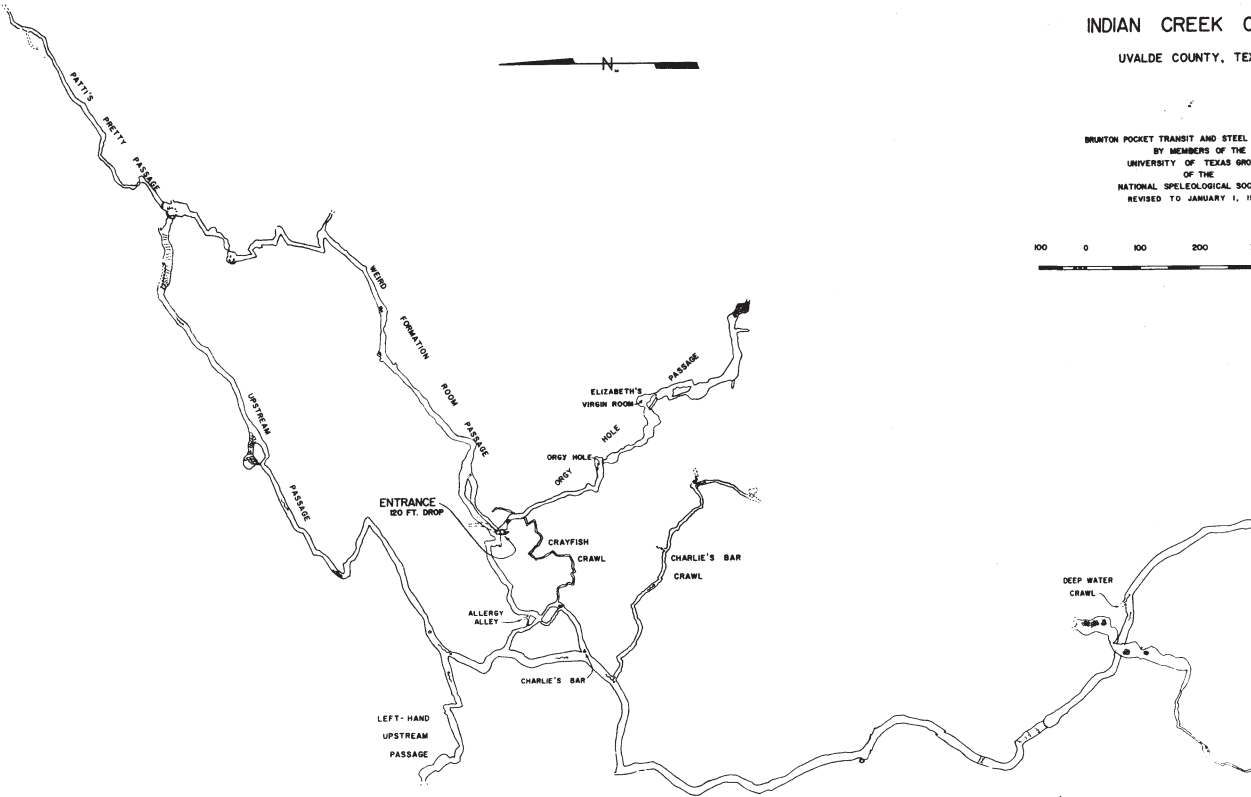 INDIAN CREEK C
UVALDE COUNTY, TEX
N
BRUNTON POCKET TRANSIT AND STEEL
BY MEMBERS OF THE
UNIVERSITY OF TEXAS GRO
OF THE
NATIONAL SPELEOLOGICAL SOC
REVISED TO JANUARY 1, 1
100 0 100 200
PATTI'S PRETTY PASSAGE
WEIRD FORMATION ROOM PASSAGE
UPSTREAM PASSAGE
ELIZABETH'S
VIRGIN ROOM
ORGY HOLE PASSAGE
ORGY HOLE
ENTRANCE
120 FT. DROP
CRAYFISH
CRAWL
CHARLIE'S BAR
CRAWL
DEEP WATER
CRAWL
ALLERGY
ALLEY
CHARLIE'S BAR
LEFT-HAND
UPSTREAM
PASSAGE